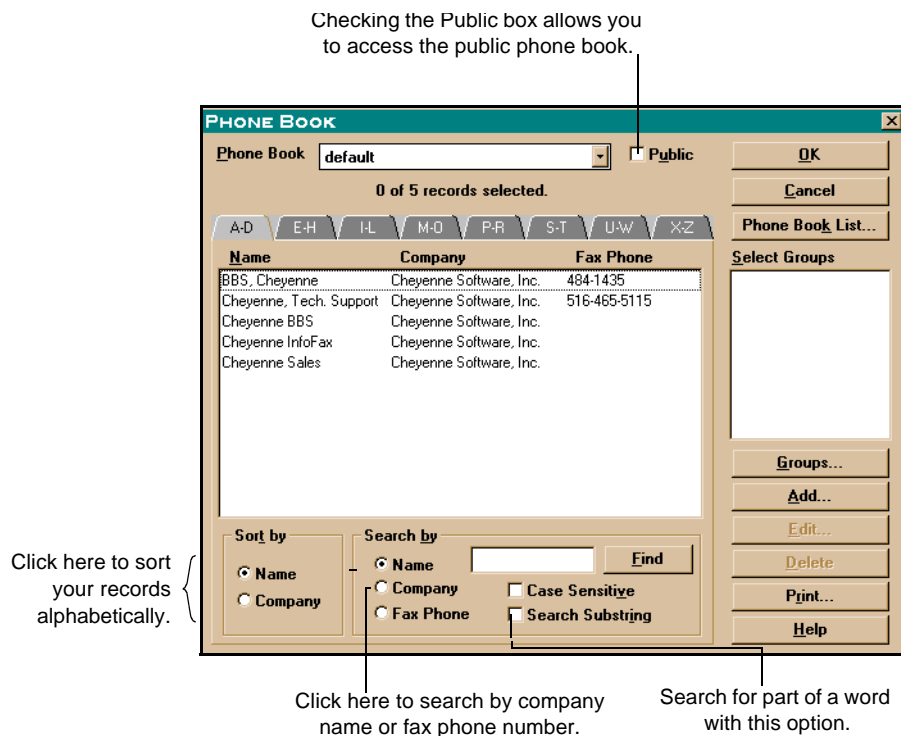 Checking the Public box allows you
to access the public phone book.
PHONE BOOK
Phone Book default Public OK
0 of 5 records selected. Cancel
A-D E-H I-L M-O P-R S-T U-W X-Z Phone Book List...
Name Company Fax Phone Select Groups
BBS, Cheyenne Cheyenne Software, Inc. 484-1435
Cheyenne, Tech. Support Cheyenne Software, Inc. 516-465-5115
Cheyenne BBS Cheyenne Software, Inc.
Cheyenne InfoFax Cheyenne Software, Inc.
Cheyenne Sales Cheyenne Software, Inc.
Groups...
Add...
Edit...
Delete
Print...
Help
Sort by
Name
Company
Search by
Name Find
Company Case Sensitive
Fax Phone Search Substring
Click here to sort
your records
alphabetically.
Click here to search by company
name or fax phone number.
Search for part of a word
with this option.